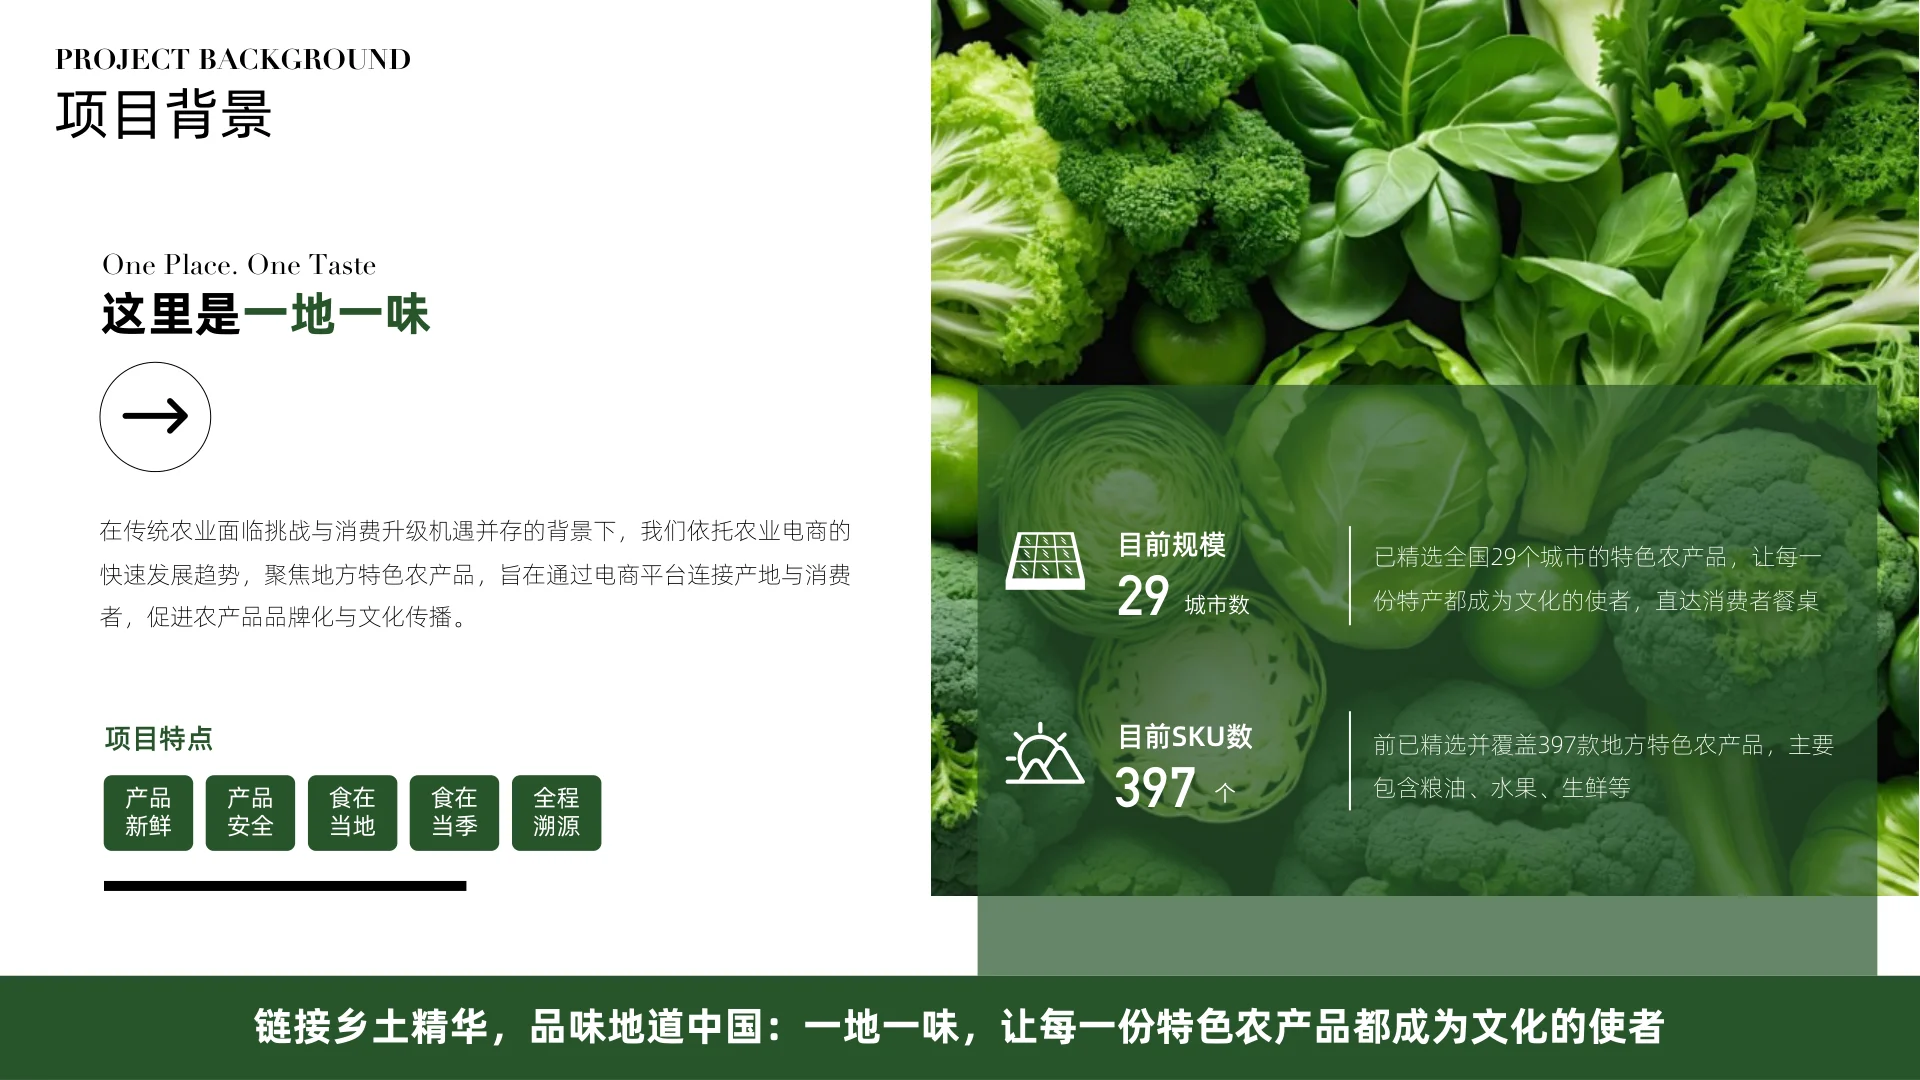 PROJECT BACKGROUND
项目背景
One Place. One Taste
这里是一地一味
在传统农业面临挑战与消费升级机遇并存的背景下，我们依托农业电商的
快速发展趋势，聚焦地方特色农产品，旨在通过电商平台连接产地与消费
者，促进农产品品牌化与文化传播。
项目特点
产品
新鲜
产品
安全
食在
当地
食在
当季
全程
溯源
目前规模
29 城市数
已精选全国29个城市的特色农产品，让每一
份特产都成为文化的使者，直达消费者餐桌
目前SKU数
397 个
前已精选并覆盖397款地方特色农产品，主要
包含粮油、水果、生鲜等
链接乡土精华，品味地道中国：一地一味，让每一份特色农产品都成为文化的使者